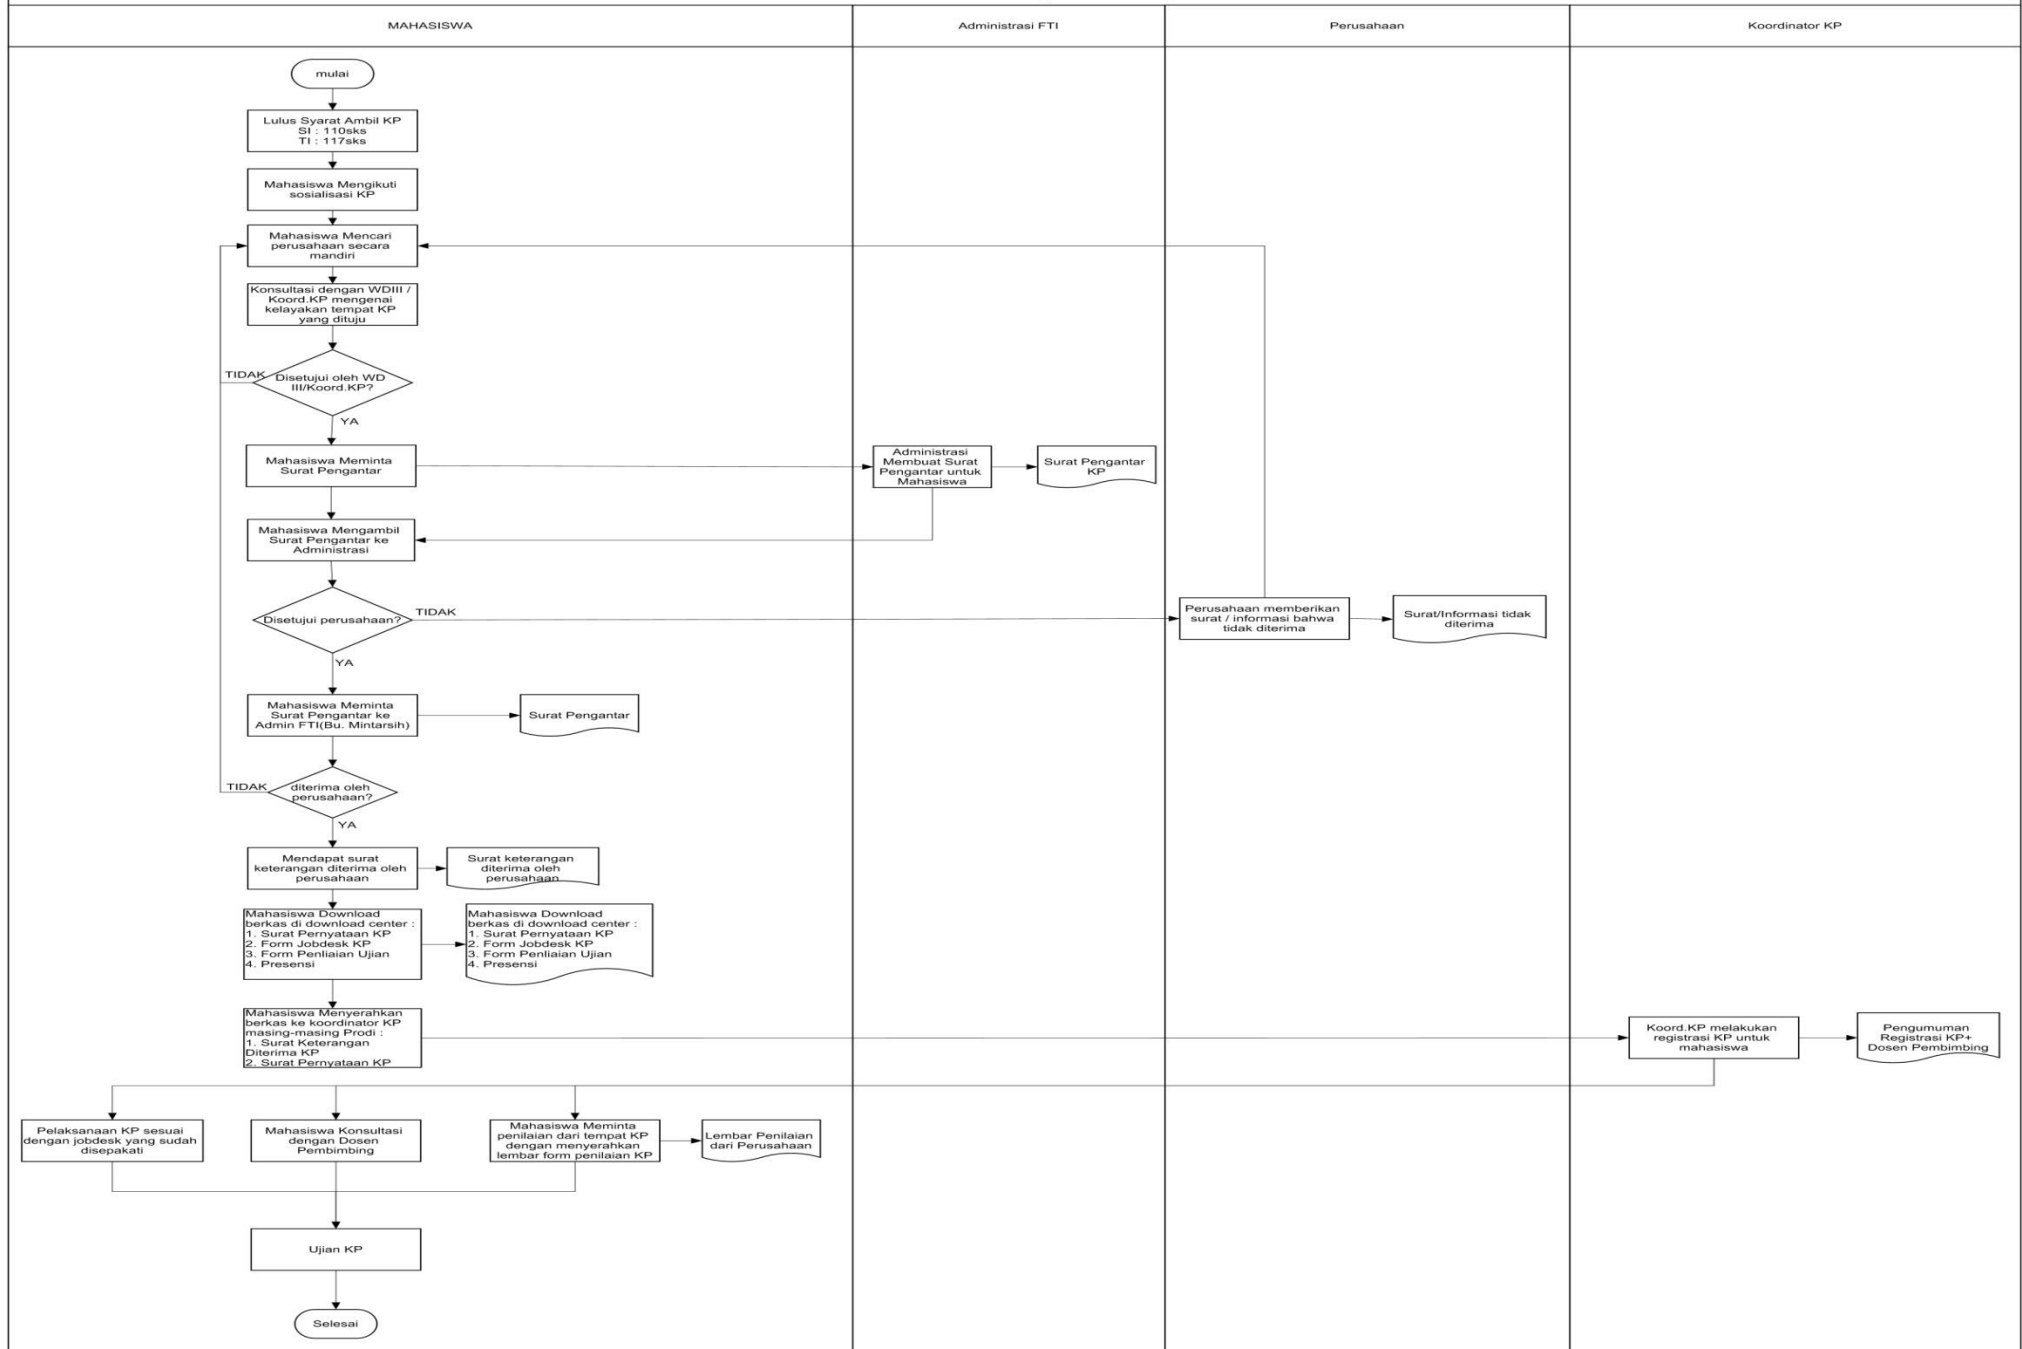 MAHASISWA
Administrasi FTI
Perusahaan
Koordinator KP
mulai
Lulus Syarat Ambil KP
SI : 110sks
TI : 117sks
Mahasiswa Mengikuti
sosialisasi KP
Mahasiswa Mencari
perusahaan secara
mandiri
Konsultasi dengan WDIII /
Koord.KP mengenai
kelayakan tempat KP
yang dituju
TIDAK
Disetujui oleh WD
III/Koord.KP?
YA
Mahasiswa Meminta
Surat Pengantar
Administrasi
Membuat Surat
Pengantar untuk
Mahasiswa
Surat Pengantar
KP
Mahasiswa Mengambil
Surat Pengantar ke
Administrasi
Disetujui perusahaan?
TIDAK
Perusahaan memberikan
surat / informasi bahwa
tidak diterima
Surat/Informasi tidak
diterima
YA
Mahasiswa Meminta
Surat Pengantar ke
Admin FTI(Bu. Mintarsih)
Surat Pengantar
TIDAK
diterima oleh
perusahaan?
YA
Mendapat surat
keterangan diterima oleh
perusahaan
Surat keterangan
diterima oleh
perusahaan
Mahasiswa Download
berkas di download center :
1. Surat Pernyataan KP
2. Form Jobdesk KP
3. Form Penliaian Ujian
4. Presensi
Mahasiswa Download
berkas di download center :
1. Surat Pernyataan KP
2. Form Jobdesk KP
3. Form Penliaian Ujian
4. Presensi
Mahasiswa Menyerahkan
berkas ke koordinator KP
masing-masing Prodi :
1. Surat Keterangan
Diterima KP
2. Surat Pernyataan KP
Koord.KP melakukan
registrasi KP untuk
mahasiswa
Pengumuman
Registrasi KP+
Dosen Pembimbing
Pelaksanaan KP sesuai
dengan jobdesk yang sudah
disepakati
Mahasiswa Konsultasi
dengan Dosen
Pembimbing
Mahasiswa Meminta
penilaian dari tempat KP
dengan menyerahkan
lembar form penilaian KP
Lembar Penilaian
dari Perusahaan
Ujian KP
Selesai